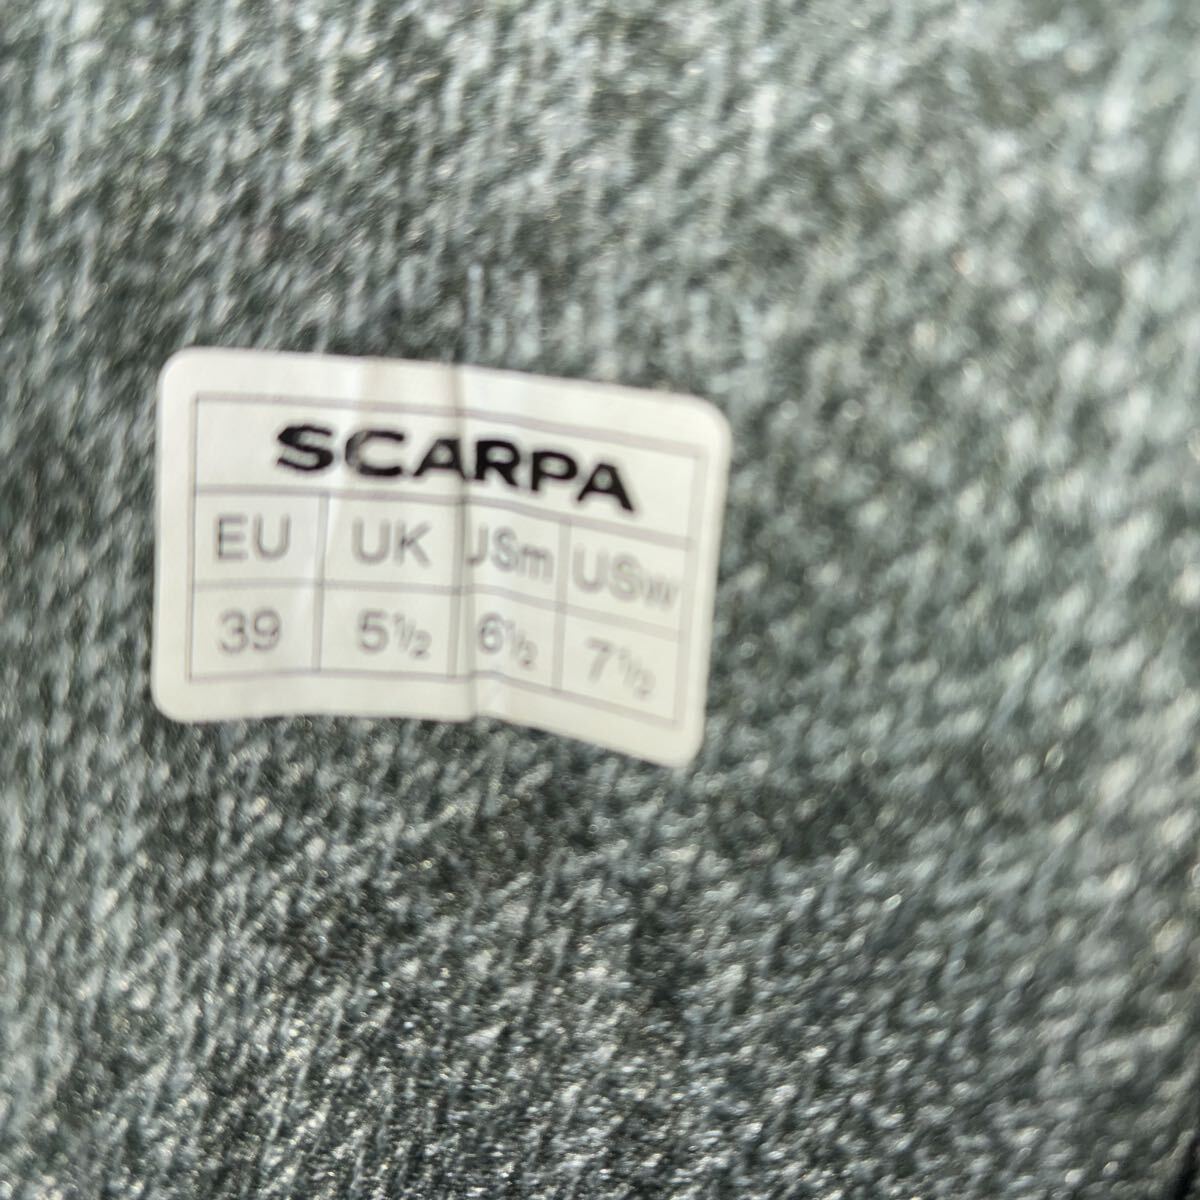 SCARPA
EU UK USm USw
39 5½ 6½ 7½